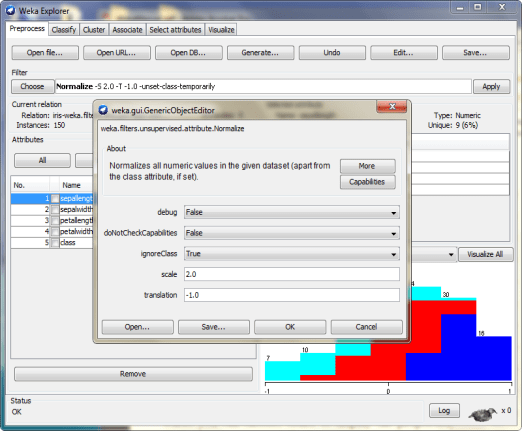 Weka Explorer
Preprocess Classify Cluster Associate Select attributes Visualize
Open file... Open URL... Open DB... Generate... Undo Edit... Save...
Filter
Choose Normalize -S 2.0 -T -1.0 -unset-class-temporarily Apply
Current relation
Relation: iris-weka.filt
Instances: 150
Type: Numeric
Unique: 9 (6%)
Attributes
All
No. Name
1 sepallength
2 sepalwidth
3 petallength
4 petalwidth
5 class
weka.gui.GenericObjectEditor
weka.filters.unsupervised.attribute.Normalize
About
Normalizes all numeric values in the given dataset (apart from
the class attribute, if set).
More
Capabilities
debug False
doNotCheckCapabilities False
ignoreClass True
scale 2.0
translation -1.0
Open... Save... OK Cancel
Visualize All
4
30
16
10
7
-1 0 1
Remove
Status
OK
Log x 0